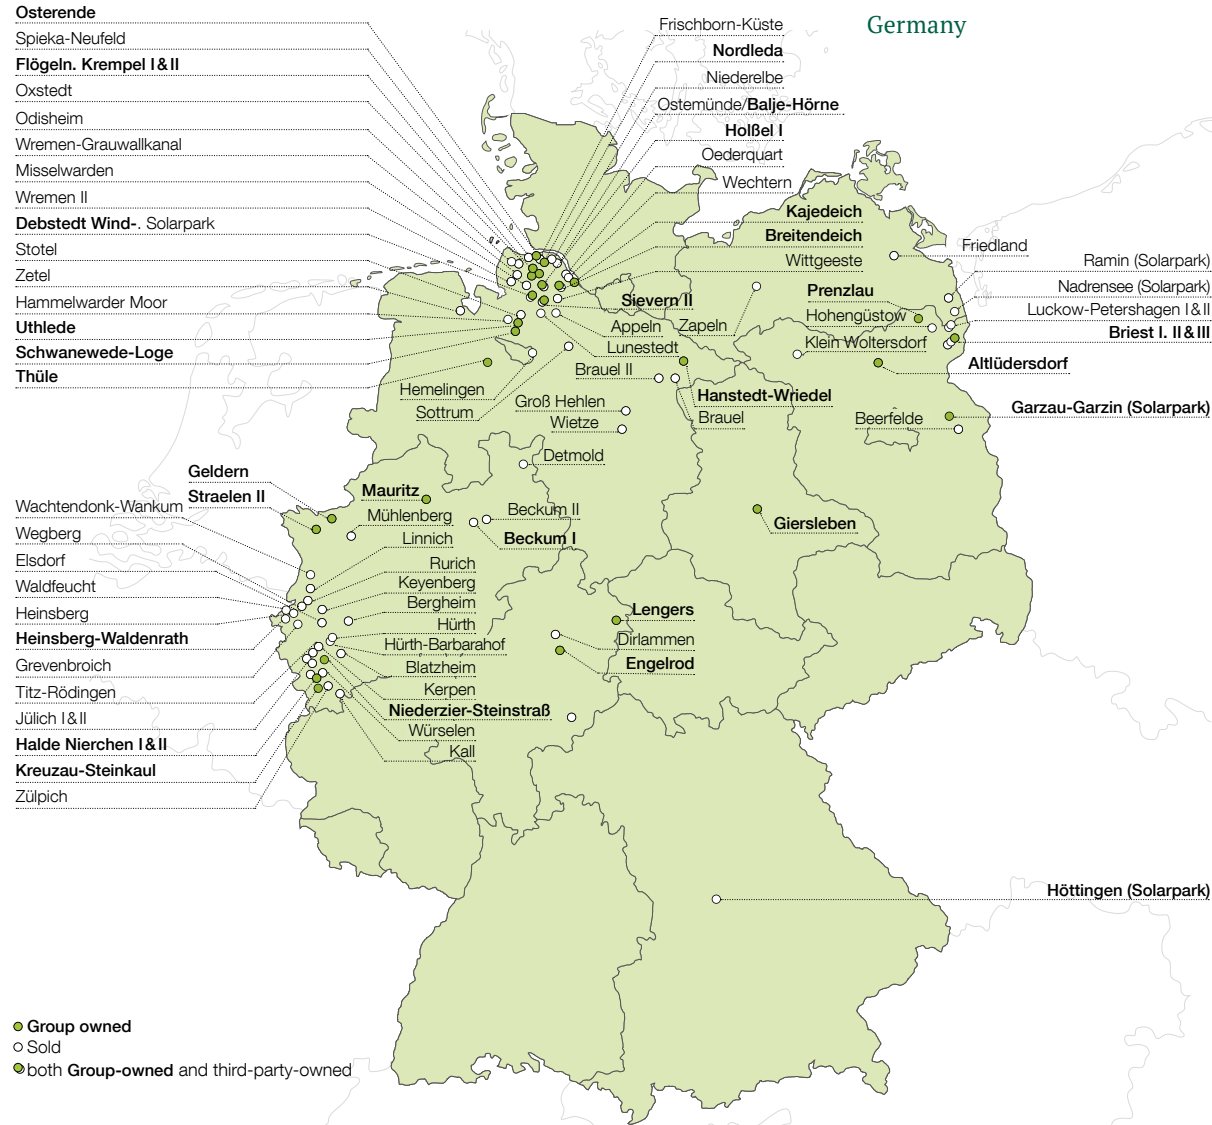 Germany
Osterende
Spieka-Neufeld
Flögeln. Krempel I & II
Oxstedt
Odisheim
Wremen-Grauwallkanal
Misselwarden
Wremen II
Debstedt Wind-. Solarpark
Stotel
Zetel
Hammelwarder Moor
Uthlede
Schwanewede-Loge
Thüle
Frischborn-Küste
Nordleda
Niederelbe
Ostemünde/Balje-Hörne
Holßel I
Oederquart
Wechtern
Kajedeich
Breitendeich
Wittgeeste
Sievern II
Appeln
Zapeln
Lunestedt
Brauel II
Hemelingen
Sottrum
Groß Hehlen
Wietze
Hanstedt-Wriedel
Brauel
Detmold
Friedland
Ramin (Solarpark)
Prenzlau
Nadrensee (Solarpark)
Hohengüstow
Luckow-Petershagen I & II
Klein Woltersdorf
Briest I. II & III
Altlüdersdorf
Garzau-Garzin (Solarpark)
Beerfelde
Geldern
Straelen II
Wachtendonk-Wankum
Wegberg
Elsdorf
Waldfeucht
Heinsberg
Heinsberg-Waldenrath
Grevenbroich
Titz-Rödingen
Jülich I & II
Halde Nierchen I & II
Kreuzau-Steinkaul
Zülpich
Mauritz
Mühlenberg
Linnich
Rurich
Keyenberg
Bergheim
Hürth
Hürth-Barbarahof
Blatzheim
Kerpen
Niederzier-Steinstraß
Würselen
Kall
Beckum II
Beckum I
Giersleben
Lengers
Dirlammen
Engelrod
Höttingen (Solarpark)
Group owned
Sold
both Group-owned and third-party-owned